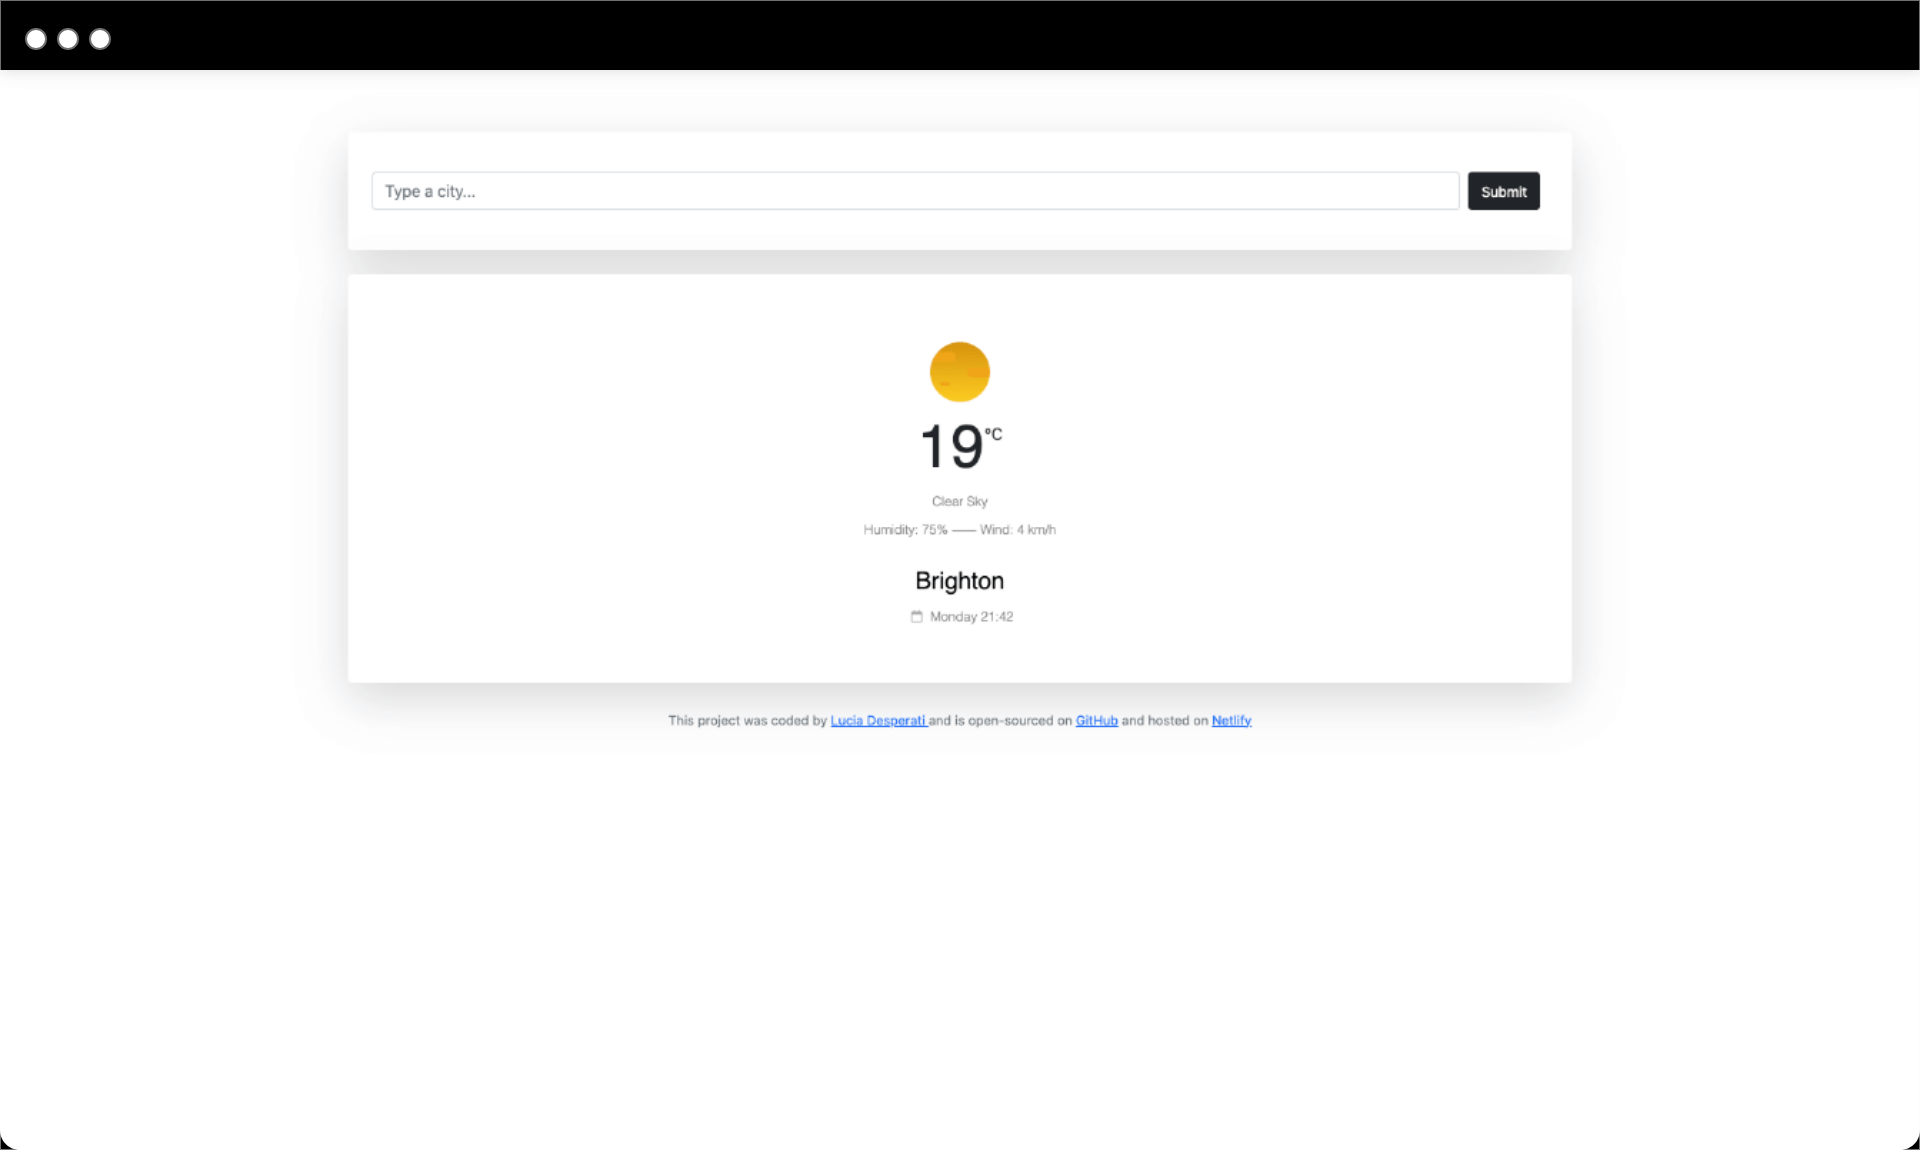 Type a city...
Submit
19°C
Clear Sky
Humidity: 75% —— Wind: 4 km/h
Brighton
Monday 21:42
This project was coded by Lucia Desperati and is open-sourced on GitHub and hosted on Netlify